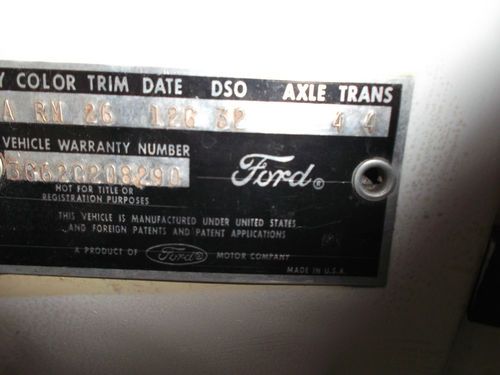 Y COLOR TRIM DATE DSO AXLE TRANS
A RM 26 12G 32 4 4
VEHICLE WARRANTY NUMBER
5G62C208290 Ford®
NOT FOR TITLE OR
REGISTRATION PURPOSES
THIS VEHICLE IS MANUFACTURED UNDER UNITED STATES
AND FOREIGN PATENTS AND PATENT APPLICATIONS
A PRODUCT OF Ford® MOTOR COMPANY
MADE IN U.S.A.